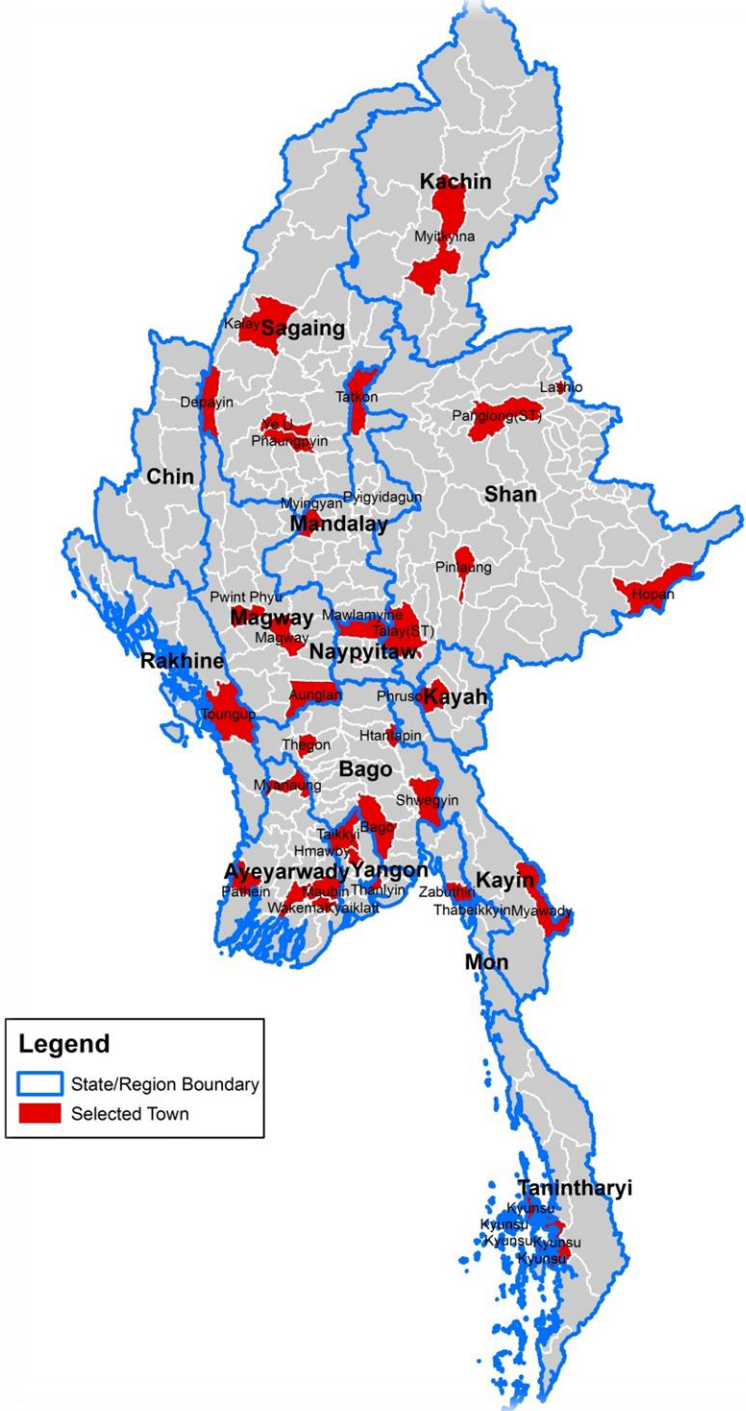 Kachin
Myitkyina
Kalay
Sagaing
Lashio
Tatkon
Depayin
Panglong(ST)
Ye U
Phaungpyin
Chin
Shan
Myingyan
Pyigyidagun
Mandalay
Pinlaung
Hopan
Pwint Phyu
Magway
Mawlamyine
Magway
Talay(ST)
Naypyitaw
Rakhine
Aunglan
Phruso
Kayah
Toungup
Htantapin
Thegon
Bago
Myanaung
Shwegyin
Bago
Taikkyi
Hmawby
Ayeyarwady
Yangon
Kayin
Pathein
Maubin
Thanlyin
Zabuthiri
Wakema
Kyaiklatt
Thabeikkyin
Myawady
Mon
Legend
State/Region Boundary
Selected Town
Tanintharyi
Kyunsu
Kyunsu
Kyunsu
Kyunsu
Kyunsu